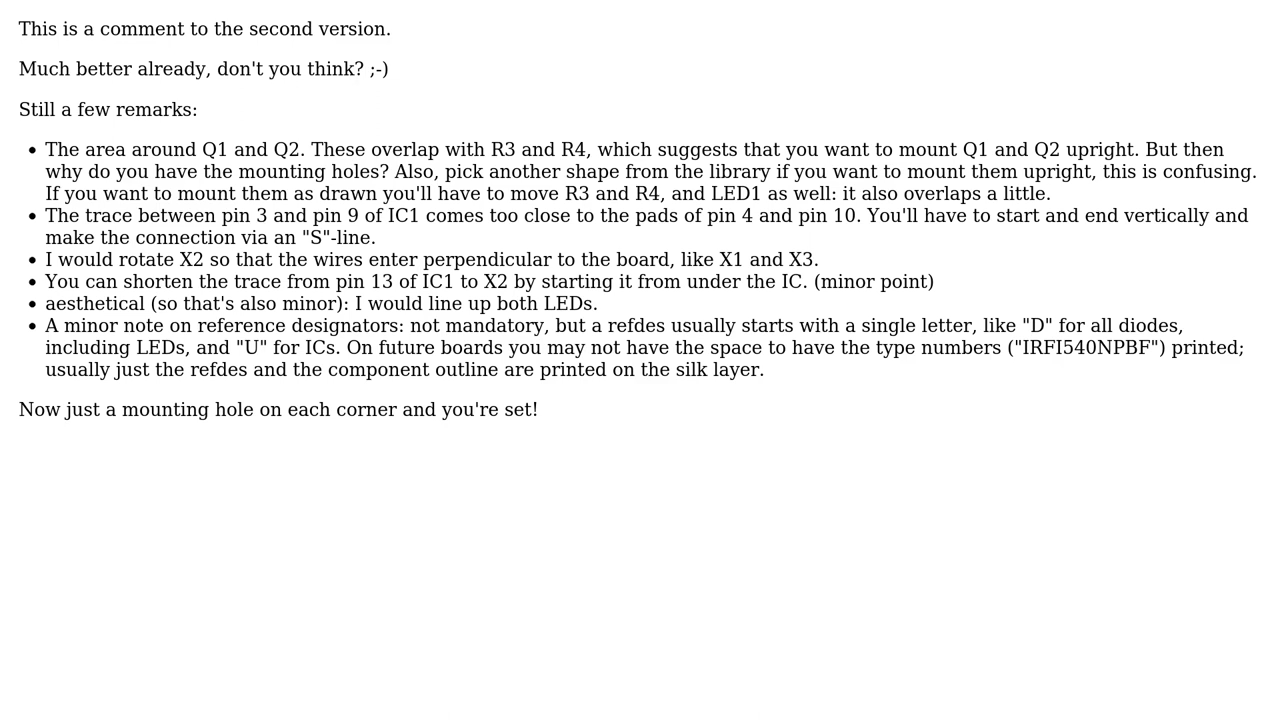 This is a comment to the second version.
Much better already, don't you think? ;-)
Still a few remarks:
• The area around Q1 and Q2. These overlap with R3 and R4, which suggests that you want to mount Q1 and Q2 upright. But then
why do you have the mounting holes? Also, pick another shape from the library if you want to mount them upright, this is confusing.
If you want to mount them as drawn you'll have to move R3 and R4, and LED1 as well: it also overlaps a little.
• The trace between pin 3 and pin 9 of IC1 comes too close to the pads of pin 4 and pin 10. You'll have to start and end vertically and
make the connection via an "S"-line.
• I would rotate X2 so that the wires enter perpendicular to the board, like X1 and X3.
• You can shorten the trace from pin 13 of IC1 to X2 by starting it from under the IC. (minor point)
• aesthetical (so that's also minor): I would line up both LEDs.
• A minor note on reference designators: not mandatory, but a refdes usually starts with a single letter, like "D" for all diodes,
including LEDs, and "U" for ICs. On future boards you may not have the space to have the type numbers ("IRFI540NPBF") printed;
usually just the refdes and the component outline are printed on the silk layer.
Now just a mounting hole on each corner and you're set!